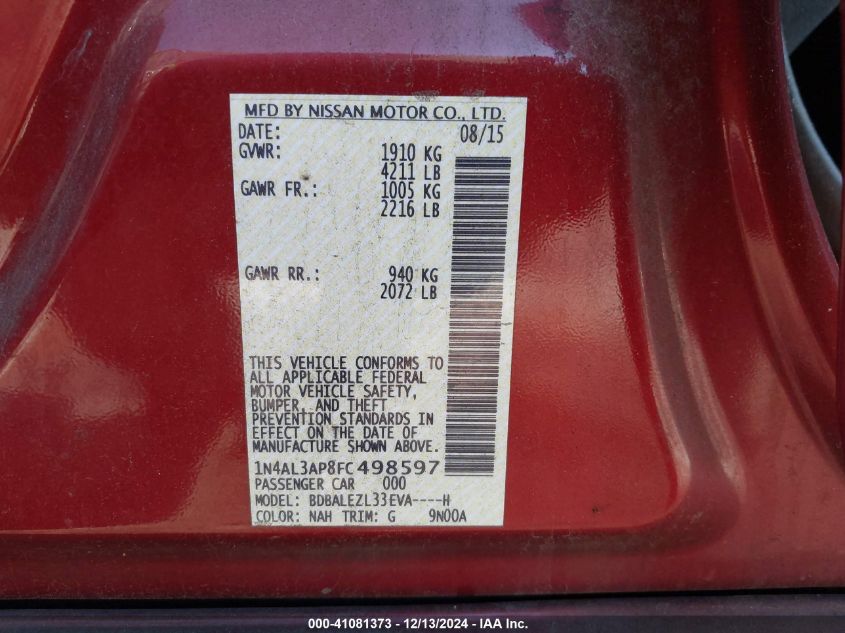 MFD BY NISSAN MOTOR CO., LTD.
DATE: 08/15
GVWR: 1910 KG
4211 LB
GAWR FR.: 1005 KG
2216 LB
GAWR RR.: 940 KG
2072 LB
THIS VEHICLE CONFORMS TO
ALL APPLICABLE FEDERAL
MOTOR VEHICLE SAFETY,
BUMPER, AND THEFT
PREVENTION STANDARDS IN
EFFECT ON THE DATE OF
MANUFACTURE SHOWN ABOVE.
1N4AL3AP8FC498597
PASSENGER CAR 000
MODEL: BDBALEZL33EVA----H
COLOR: NAH TRIM: G 9N00A
000-41081373 - 12/13/2024 - IAA Inc.